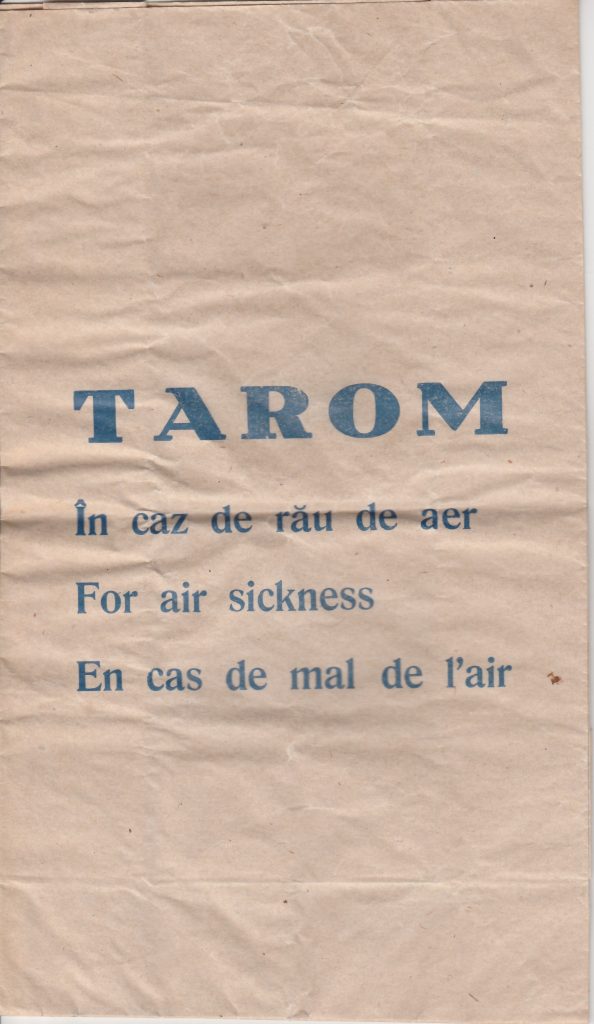 TAROM
În caz de rău de aer
For air sickness
En cas de mal de l'air